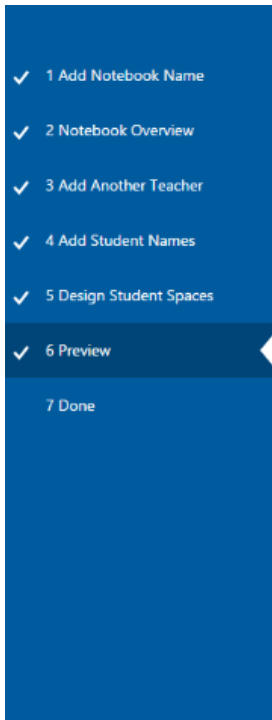 1 Add Notebook Name
2 Notebook Overview
3 Add Another Teacher
4 Add Student Names
5 Design Student Spaces
6 Preview
7 Done